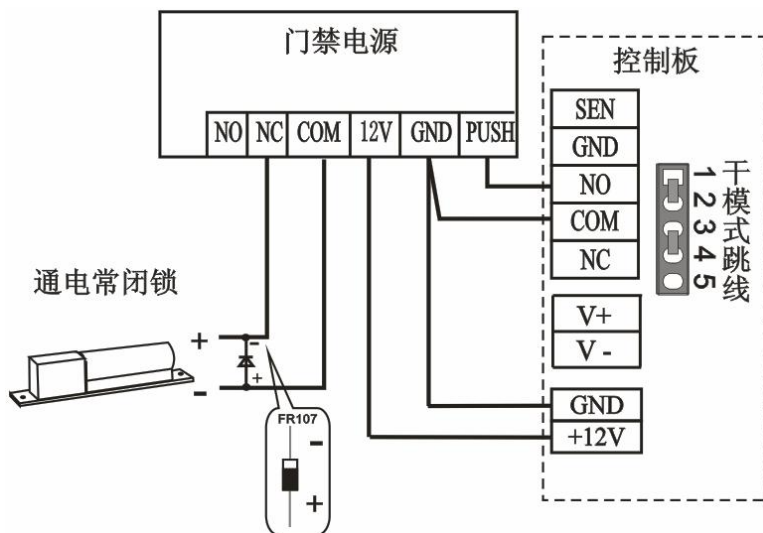 门禁电源
NO NC COM 12V GND PUSH
控制板
SEN
GND
NO
COM
NC
V+
V -
GND
+12V
1 2 3 4 5
干模式跳线
通电常闭锁
+
-
-
+
FR107
-
+